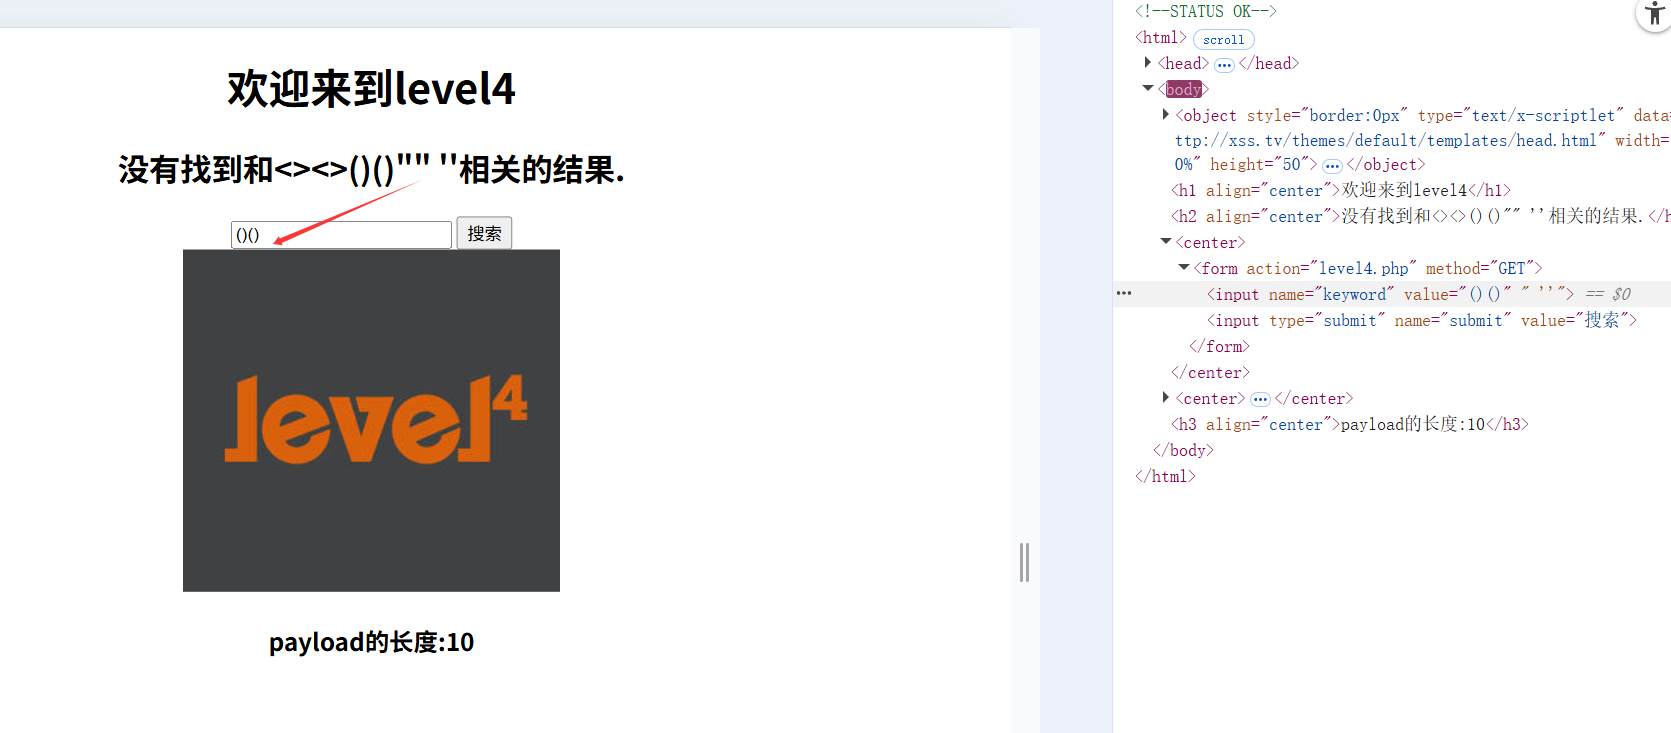 欢迎来到level4
没有找到和<><>()()"" ''相关的结果.
()() 搜索
level4
payload的长度:10
<!--STATUS OK-->
<html> scroll
<head> ••• </head>
<body>
<object style="border:0px" type="text/x-scriptlet" data=
ttp://xss.tv/themes/default/templates/head.html" width=
0%" height="50"> ••• </object>
<h1 align="center">欢迎来到level4</h1>
<h2 align="center">没有找到和<><>()()"" ''相关的结果.</h
<center>
<form action="level4.php" method="GET">
••• <input name="keyword" value="()()" " ''"> == $0
<input type="submit" name="submit" value="搜索">
</form>
</center>
<center> ••• </center>
<h3 align="center">payload的长度:10</h3>
</body>
</html>